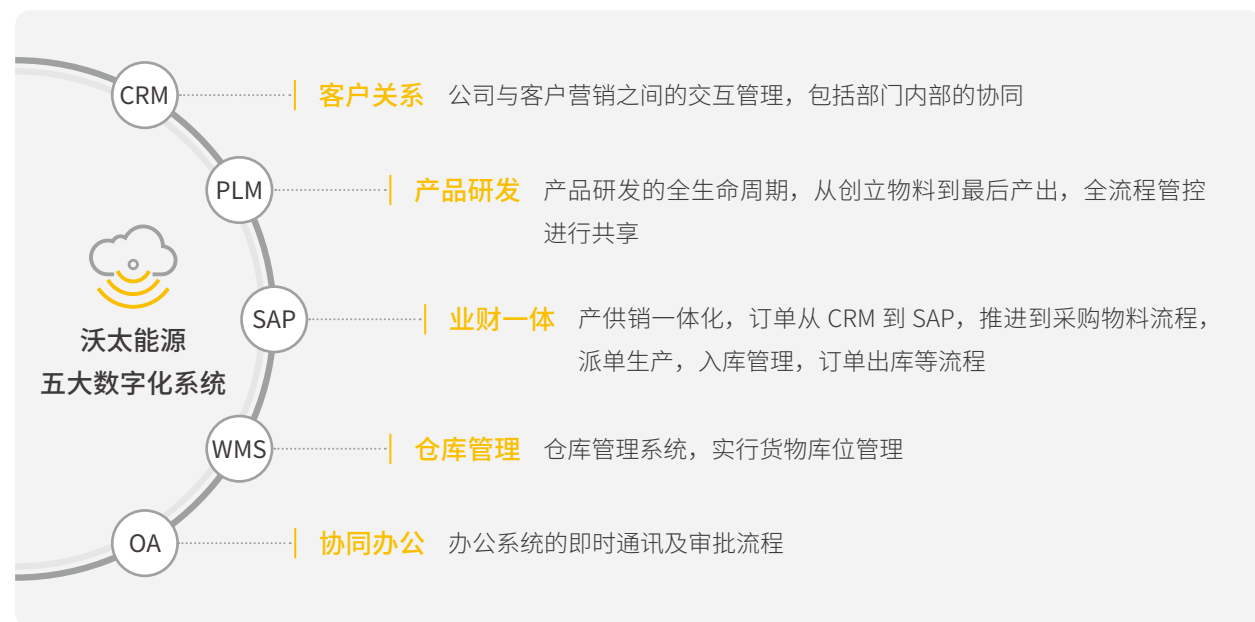 CRM 客户关系 公司与客户营销之间的交互管理，包括部门内部的协同
PLM 产品研发 产品研发的全生命周期，从创立物料到最后产出，全流程管控
进行共享
沃太能源
五大数字化系统
SAP 业财一体 产供销一体化，订单从 CRM 到 SAP，推进到采购物料流程，
派单生产，入库管理，订单出库等流程
WMS 仓库管理 仓库管理系统，实行货物库位管理
OA 协同办公 办公系统的即时通讯及审批流程